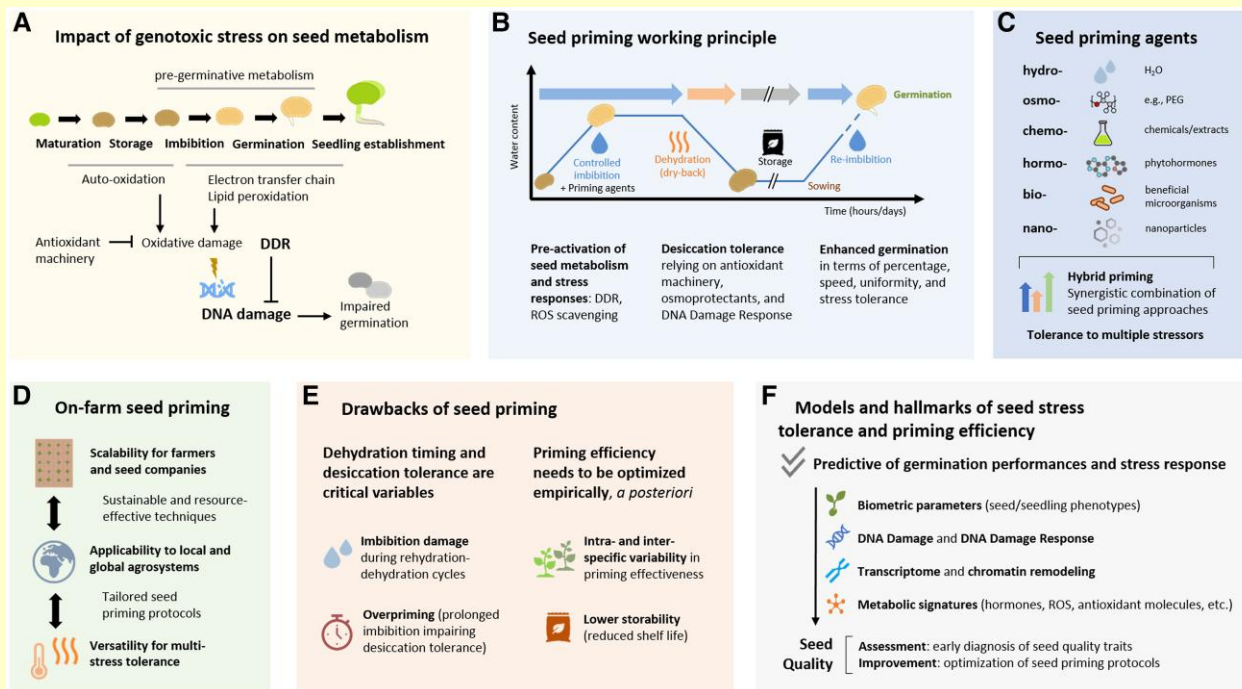 A
Impact of genotoxic stress on seed metabolism
pre-germinative metabolism
Maturation Storage Imbibition Germination Seedling establishment
Auto-oxidation
Electron transfer chain
Lipid peroxidation
Antioxidant
machinery
Oxidative damage
DDR
DNA damage
Impaired
germination
B
Seed priming working principle
Water content
Germination
Controlled
imbibition
+ Priming agents
Dehydration
(dry-back)
Storage
Re-imbibition
Sowing
Time (hours/days)
Pre-activation of
seed metabolism
and stress
responses: DDR,
ROS scavenging
Desiccation tolerance
relying on antioxidant
machinery,
osmoprotectants, and
DNA Damage Response
Enhanced germination
in terms of percentage,
speed, uniformity, and
stress tolerance
C
Seed priming agents
hydro- H₂O
osmo- e.g., PEG
chemo- chemicals/extracts
hormo- phytohormones
bio- beneficial
microorganisms
nano- nanoparticles
Hybrid priming
Synergistic combination of
seed priming approaches
Tolerance to multiple stressors
D
On-farm seed priming
Scalability for farmers
and seed companies
Sustainable and resource-
effective techniques
Applicability to local and
global agrosystems
Tailored seed
priming protocols
Versatility for multi-
stress tolerance
E
Drawbacks of seed priming
Dehydration timing and
desiccation tolerance are
critical variables
Imbibition damage
during rehydration-
dehydration cycles
Overpriming (prolonged
imbibition impairing
desiccation tolerance)
Priming efficiency
needs to be optimized
empirically, a posteriori
Intra- and inter-
specific variability in
priming effectiveness
Lower storability
(reduced shelf life)
F
Models and hallmarks of seed stress
tolerance and priming efficiency
Predictive of germination performances and stress response
Biometric parameters (seed/seedling phenotypes)
DNA Damage and DNA Damage Response
Transcriptome and chromatin remodeling
Metabolic signatures (hormones, ROS, antioxidant molecules, etc.)
Seed
Quality
Assessment: early diagnosis of seed quality traits
Improvement: optimization of seed priming protocols